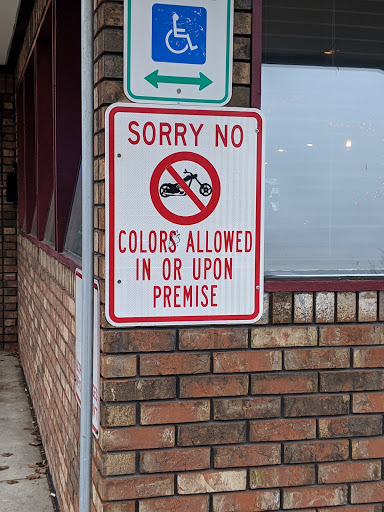 SORRY NO
COLORS ALLOWED
IN OR UPON
PREMISE